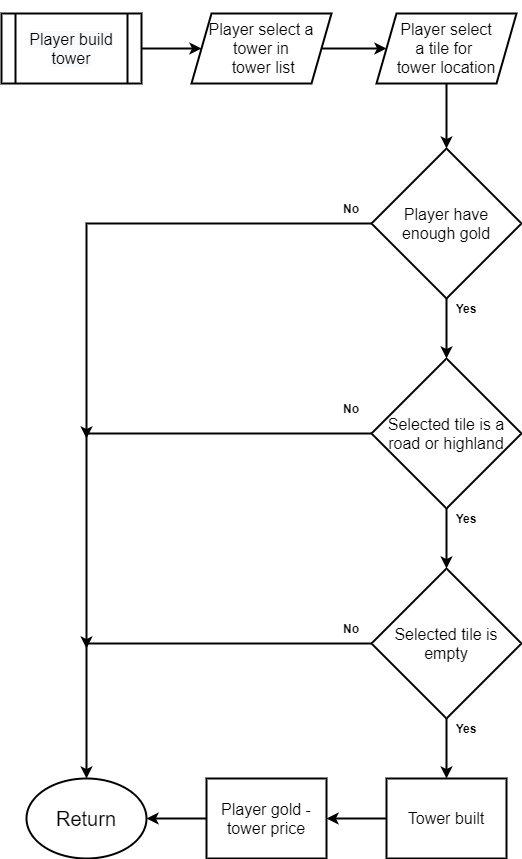 Player build
tower
Player select a
tower in
tower list
Player select
a tile for
tower location
Player have
enough gold
No
Yes
Selected tile is a
road or highland
No
Yes
Selected tile is
empty
No
Yes
Tower built
Player gold -
tower price
Return